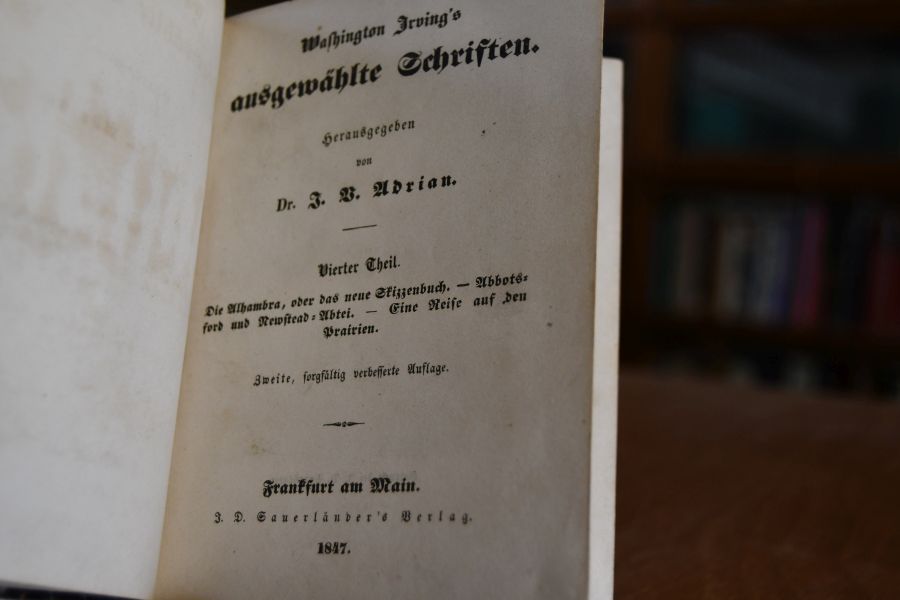 Washington Irving's
ausgewählte Schriften.
Herausgegeben
von
Dr. J. V. Adrian.
Vierter Theil.
Die Alhambra, oder das neue Skizzenbuch. — Abbots-
ford und Newstead-Abtei. — Eine Reise auf den
Prairien.
Zweite, sorgfältig verbesserte Auflage.
Frankfurt am Main.
J. D. Sauerländer's Verlag.
1847.